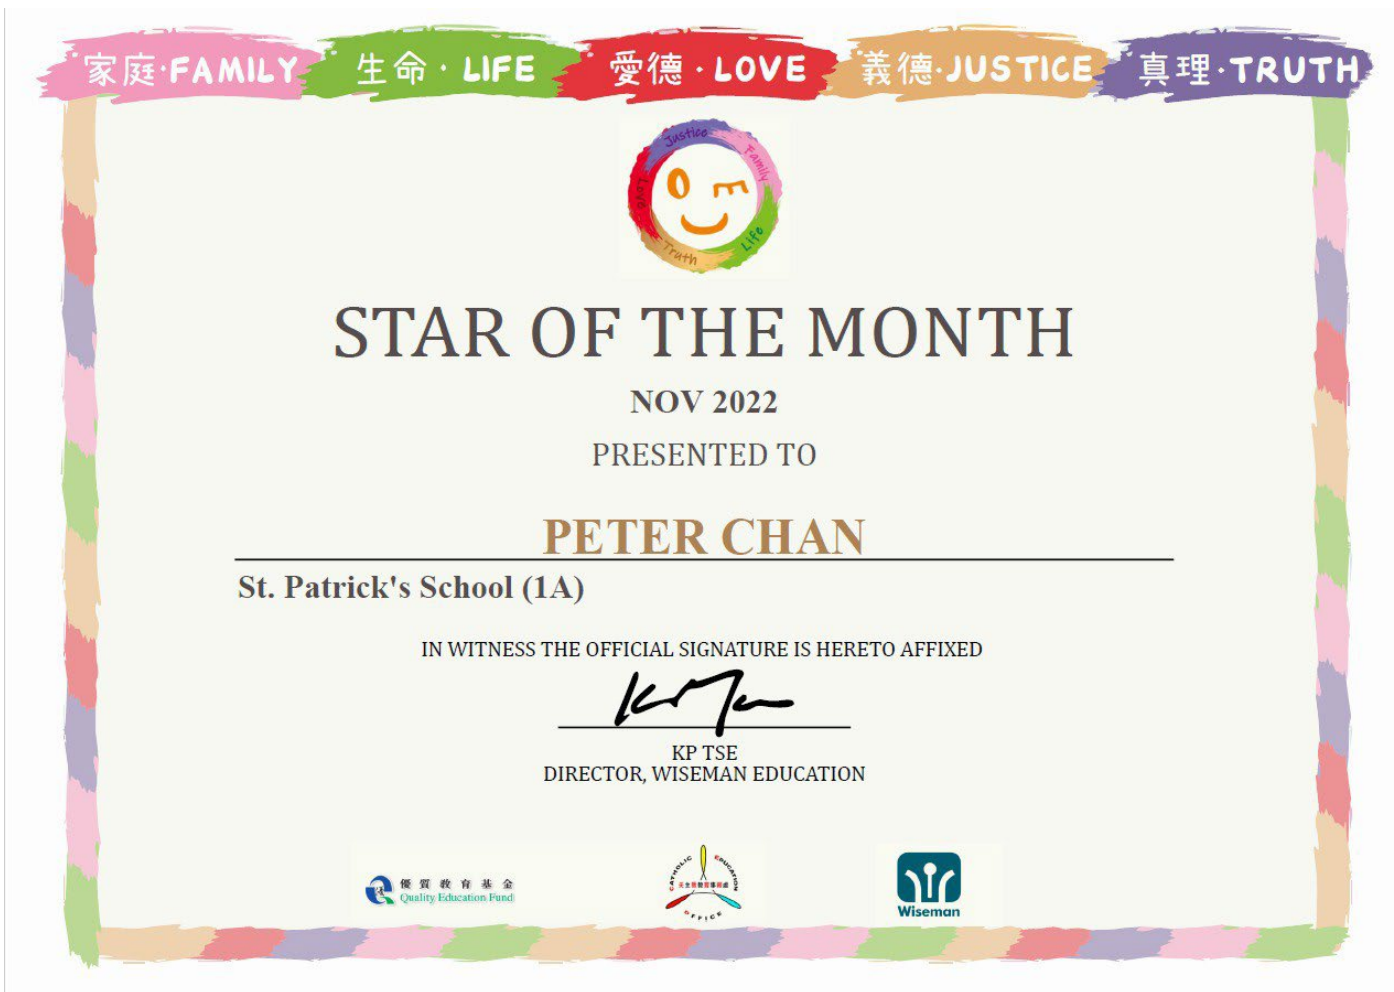 家庭·FAMILY 生命·LIFE 愛德·LOVE 義德·JUSTICE 真理·TRUTH
Justice
Family
Love
Life
Truth
STAR OF THE MONTH
NOV 2022
PRESENTED TO
PETER CHAN
St. Patrick's School (1A)
IN WITNESS THE OFFICIAL SIGNATURE IS HERETO AFFIXED
KP TSE
DIRECTOR, WISEMAN EDUCATION
優質教育基金
Quality Education Fund
CATHOLIC EDUCATION OFFICE
Wiseman